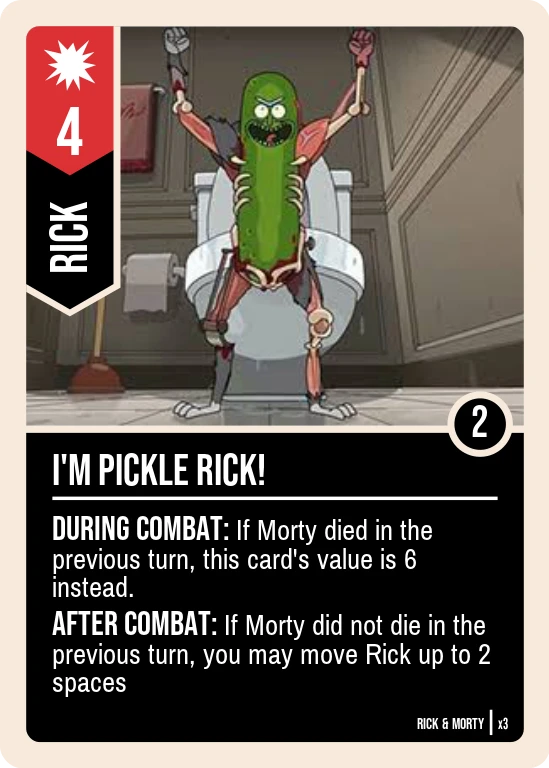 4
RICK
2
I'M PICKLE RICK!
DURING COMBAT: If Morty died in the
previous turn, this card's value is 6
instead.
AFTER COMBAT: If Morty did not die in the
previous turn, you may move Rick up to 2
spaces
RICK & MORTY | x3